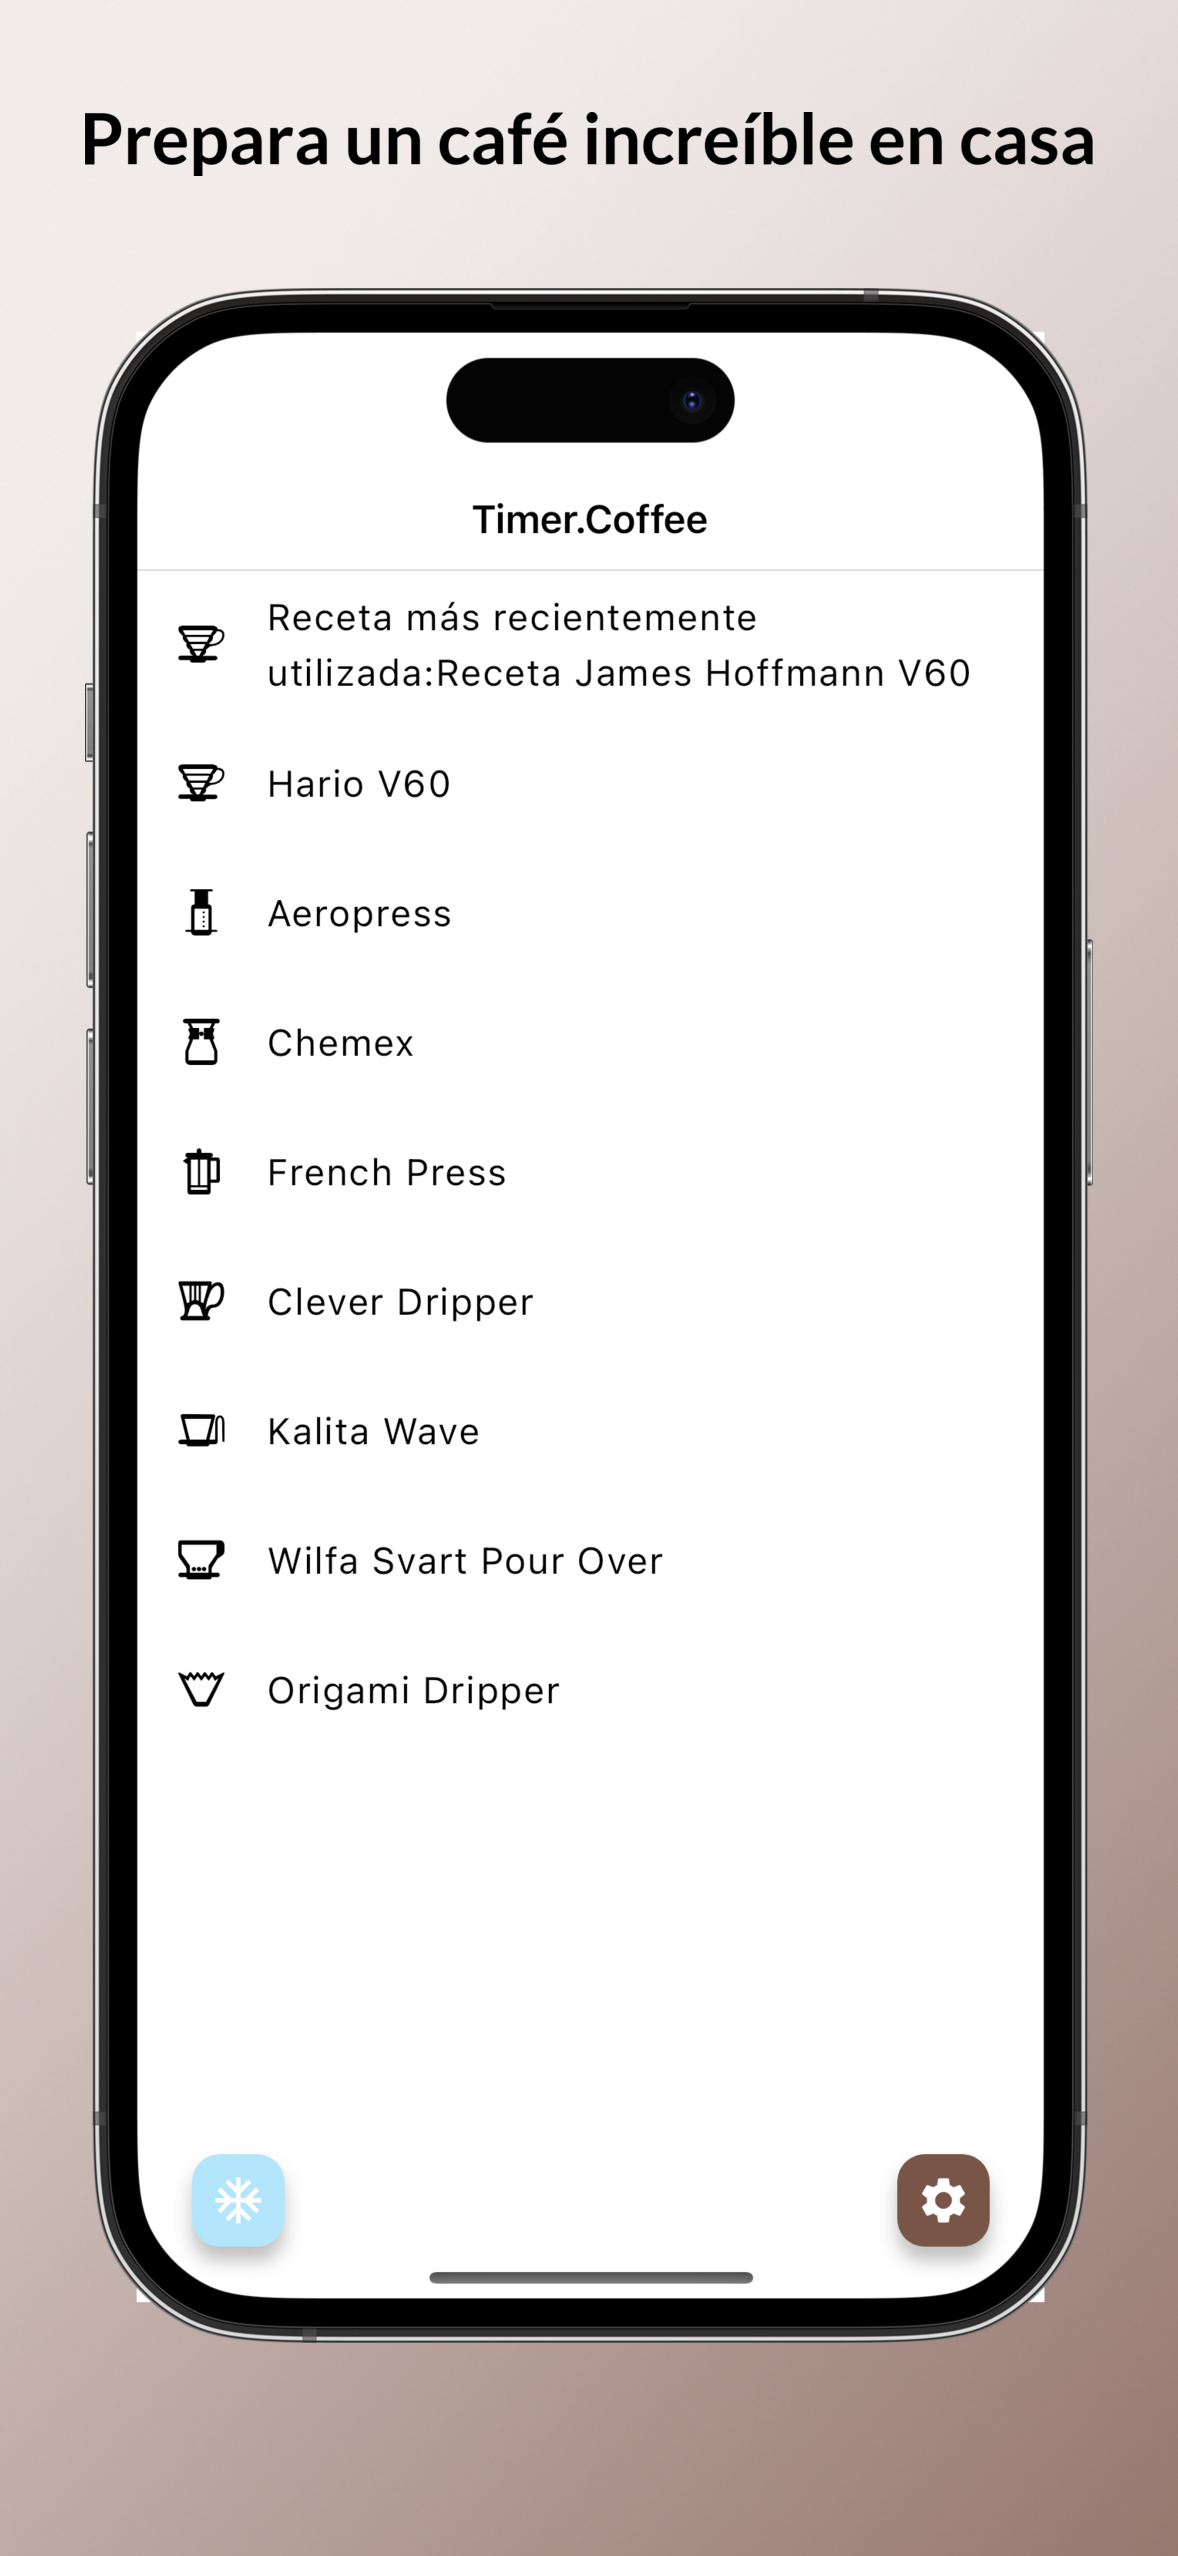 Prepara un café increíble en casa
Timer.Coffee
Receta más recientemente
utilizada:Receta James Hoffmann V60
Hario V60
Aeropress
Chemex
French Press
Clever Dripper
Kalita Wave
Wilfa Svart Pour Over
Origami Dripper